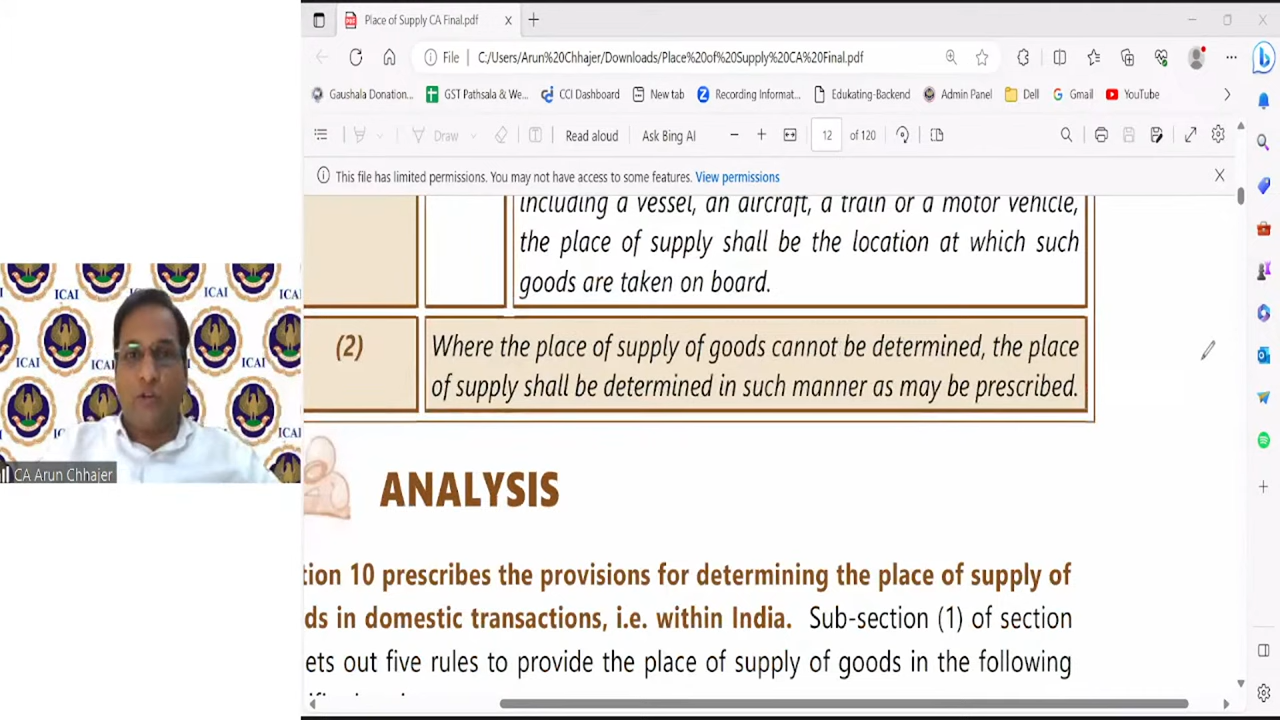 Place of Supply CA Final.pdf
File C:/Users/Arun%20Chhajer/Downloads/Place%20of%20Supply%20CA%20Final.pdf
Gaushala Donation... GST Pathsala & We... CCI Dashboard New tab Recording Informat... Edukating-Backend Admin Panel Dell Gmail YouTube
Draw Read aloud Ask Bing AI 12 of 120
This file has limited permissions. You may not have access to some features. View permissions
including a vessel, an aircraft, a train or a motor vehicle,
the place of supply shall be the location at which such
goods are taken on board.
(2) Where the place of supply of goods cannot be determined, the place
of supply shall be determined in such manner as may be prescribed.
ANALYSIS
tion 10 prescribes the provisions for determining the place of supply of
ds in domestic transactions, i.e. within India. Sub-section (1) of section
ets out five rules to provide the place of supply of goods in the following
ICAI
ICAI
ICAI
CA Arun Chhajer